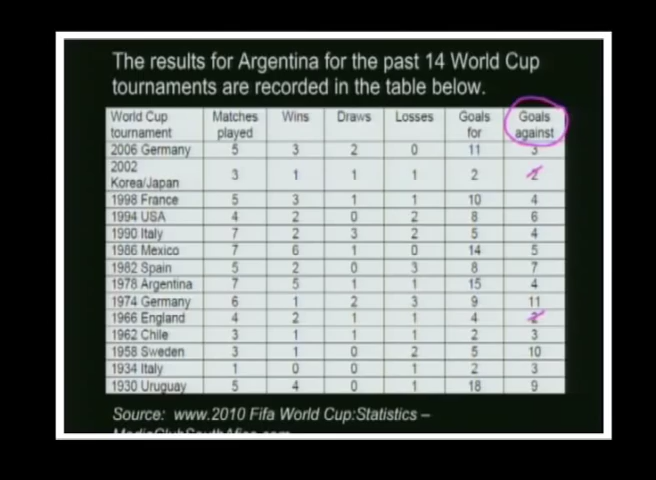 The results for Argentina for the past 14 World Cup
tournaments are recorded in the table below.
World Cup tournament Matches played Wins Draws Losses Goals for Goals against
2006 Germany 5 3 2 0 11 3
2002 Korea/Japan 3 1 1 1 2 2
1998 France 5 3 1 1 10 4
1994 USA 4 2 0 2 8 6
1990 Italy 7 2 3 2 5 4
1986 Mexico 7 6 1 0 14 5
1982 Spain 5 2 0 3 8 7
1978 Argentina 7 5 1 1 15 4
1974 Germany 6 1 2 3 9 11
1966 England 4 2 1 1 4 2
1962 Chile 3 1 1 1 2 3
1958 Sweden 3 1 0 2 5 10
1934 Italy 1 0 0 1 2 3
1930 Uruguay 5 4 0 1 18 9
Source: www.2010 Fifa World Cup:Statistics –